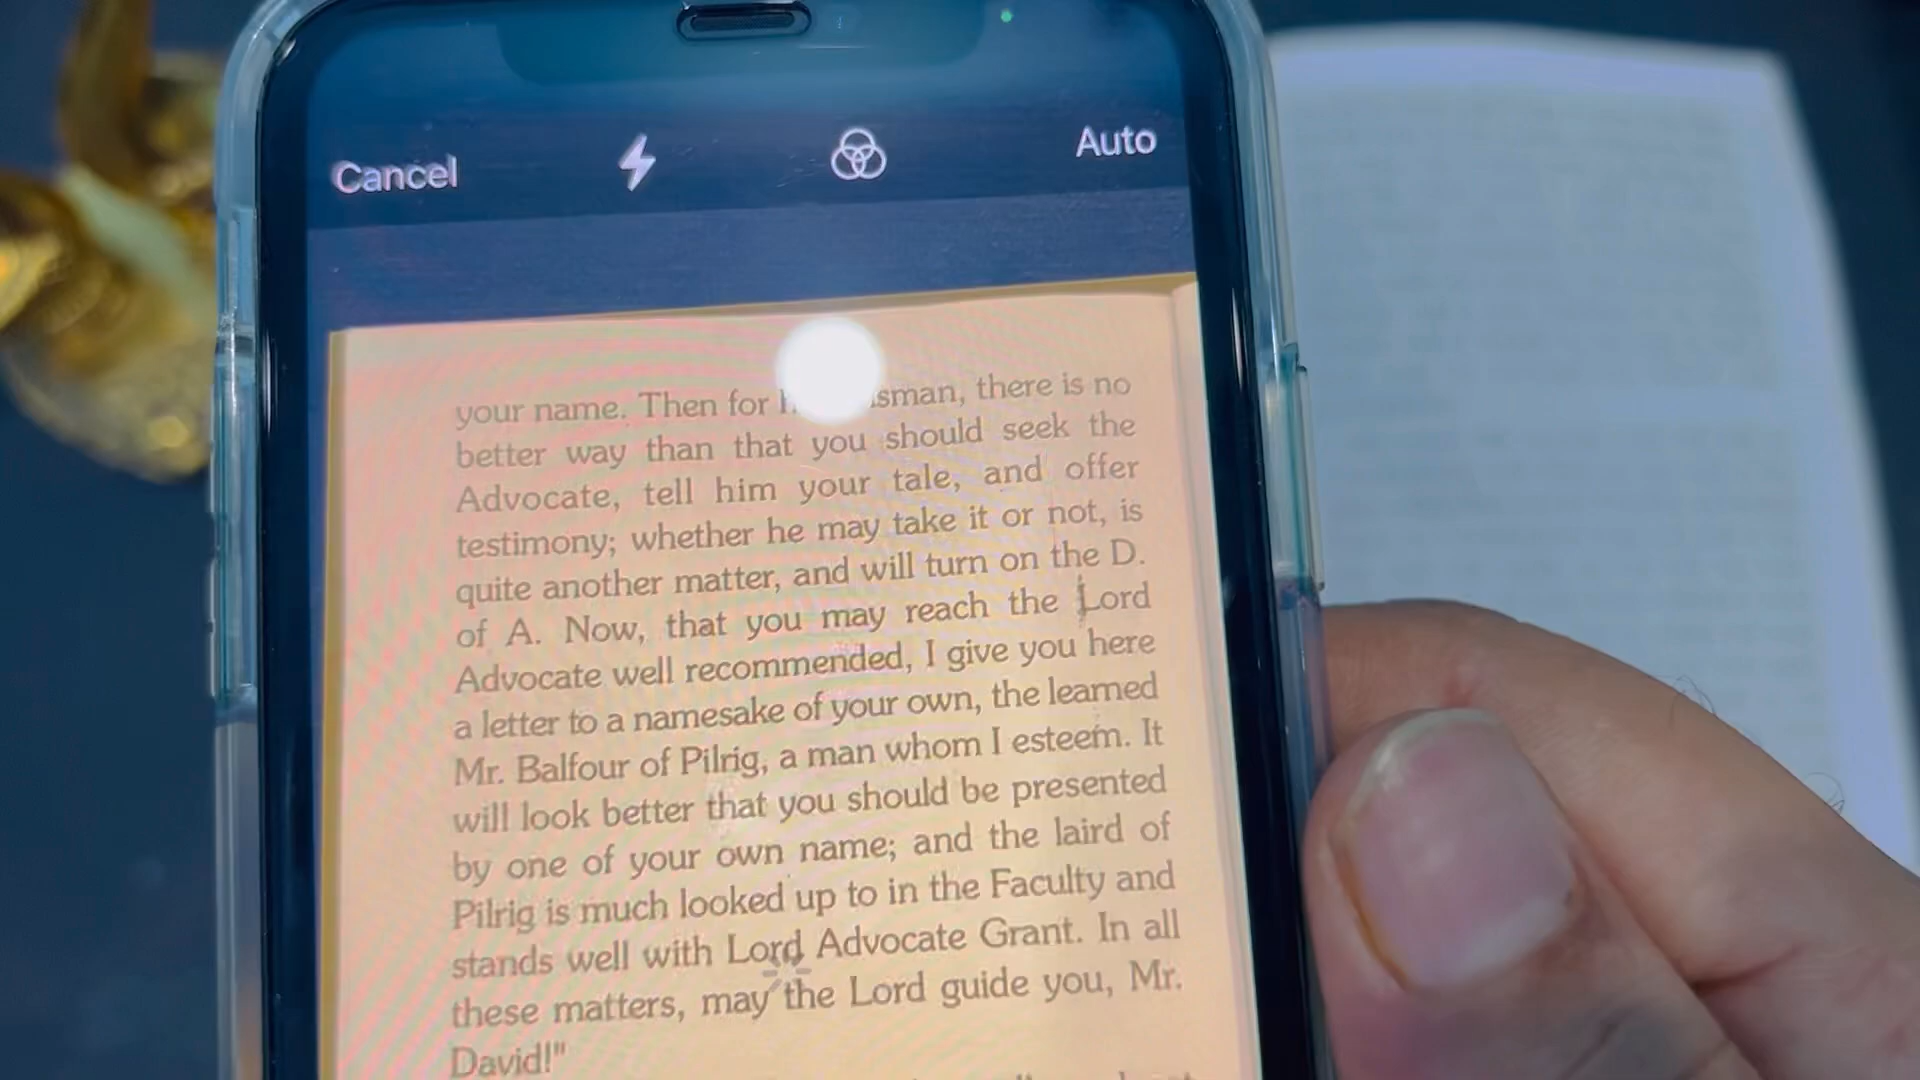 Cancel
Auto
your name. Then for sman, there is no
better way than that you should seek the
Advocate, tell him your tale, and offer
testimony; whether he may take it or not, is
quite another matter, and will turn on the D.
of A. Now, that you may reach the Lord
Advocate well recommended, I give you here
a letter to a namesake of your own, the learned
Mr. Balfour of Pilrig, a man whom I esteem. It
will look better that you should be presented
by one of your own name; and the laird of
Pilrig is much looked up to in the Faculty and
stands well with Lord Advocate Grant. In all
these matters, may the Lord guide you, Mr.
David!"